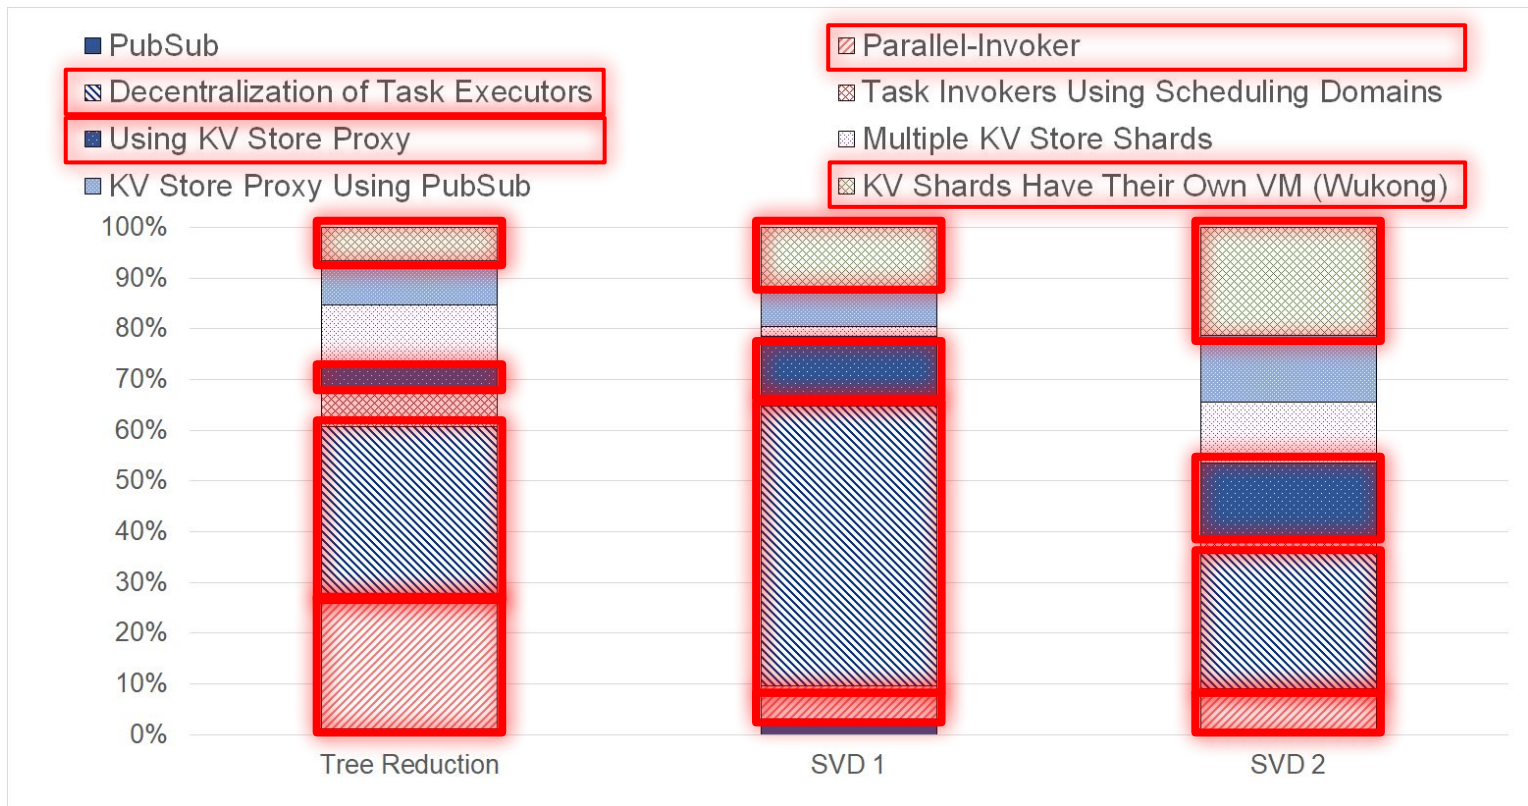 PubSub
Parallel-Invoker
Decentralization of Task Executors
Task Invokers Using Scheduling Domains
Using KV Store Proxy
Multiple KV Store Shards
KV Store Proxy Using PubSub
KV Shards Have Their Own VM (Wukong)
100%
90%
80%
70%
60%
50%
40%
30%
20%
10%
0%
Tree Reduction
SVD 1
SVD 2